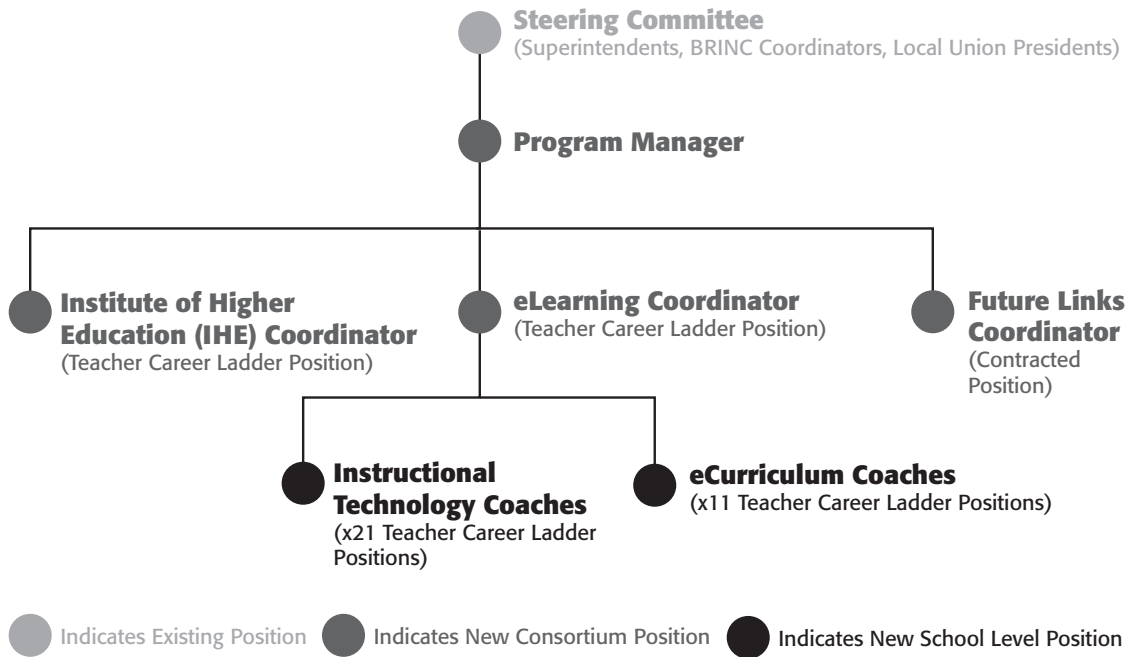 Steering Committee
(Superintendents, BRINC Coordinators, Local Union Presidents)
Program Manager
Institute of Higher
Education (IHE) Coordinator
(Teacher Career Ladder Position)
eLearning Coordinator
(Teacher Career Ladder Position)
Future Links
Coordinator
(Contracted
Position)
Instructional
Technology Coaches
(x21 Teacher Career Ladder
Positions)
eCurriculum Coaches
(x11 Teacher Career Ladder Positions)
Indicates Existing Position
Indicates New Consortium Position
Indicates New School Level Position